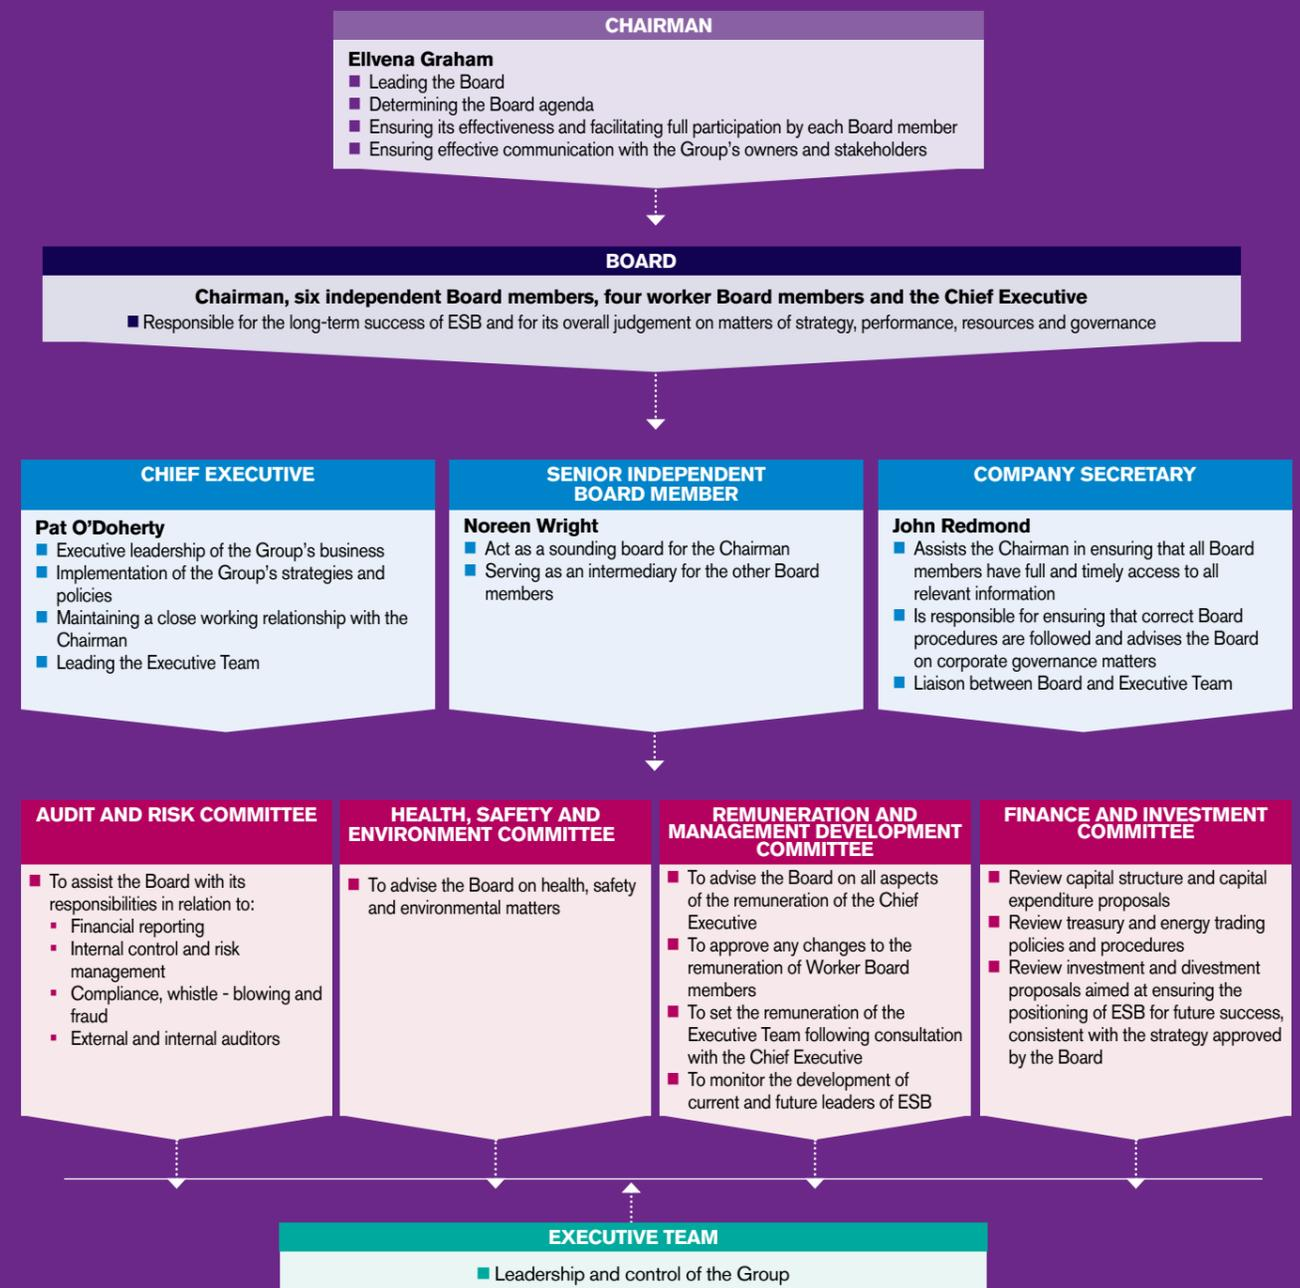 CHAIRMAN
Ellvena Graham
■ Leading the Board
■ Determining the Board agenda
■ Ensuring its effectiveness and facilitating full participation by each Board member
■ Ensuring effective communication with the Group's owners and stakeholders
BOARD
Chairman, six independent Board members, four worker Board members and the Chief Executive
■ Responsible for the long-term success of ESB and for its overall judgement on matters of strategy, performance, resources and governance
CHIEF EXECUTIVE
Pat O'Doherty
■ Executive leadership of the Group's business
■ Implementation of the Group's strategies and
policies
■ Maintaining a close working relationship with the
Chairman
■ Leading the Executive Team
SENIOR INDEPENDENT
BOARD MEMBER
Noreen Wright
■ Act as a sounding board for the Chairman
■ Serving as an intermediary for the other Board
members
COMPANY SECRETARY
John Redmond
■ Assists the Chairman in ensuring that all Board
members have full and timely access to all
relevant information
■ Is responsible for ensuring that correct Board
procedures are followed and advises the Board
on corporate governance matters
■ Liaison between Board and Executive Team
AUDIT AND RISK COMMITTEE
■ To assist the Board with its
responsibilities in relation to:
▪ Financial reporting
▪ Internal control and risk
management
▪ Compliance, whistle - blowing and
fraud
▪ External and internal auditors
HEALTH, SAFETY AND
ENVIRONMENT COMMITTEE
■ To advise the Board on health, safety
and environmental matters
REMUNERATION AND
MANAGEMENT DEVELOPMENT
COMMITTEE
■ To advise the Board on all aspects
of the remuneration of the Chief
Executive
■ To approve any changes to the
remuneration of Worker Board
members
■ To set the remuneration of the
Executive Team following consultation
with the Chief Executive
■ To monitor the development of
current and future leaders of ESB
FINANCE AND INVESTMENT
COMMITTEE
■ Review capital structure and capital
expenditure proposals
■ Review treasury and energy trading
policies and procedures
■ Review investment and divestment
proposals aimed at ensuring the
positioning of ESB for future success,
consistent with the strategy approved
by the Board
EXECUTIVE TEAM
■ Leadership and control of the Group